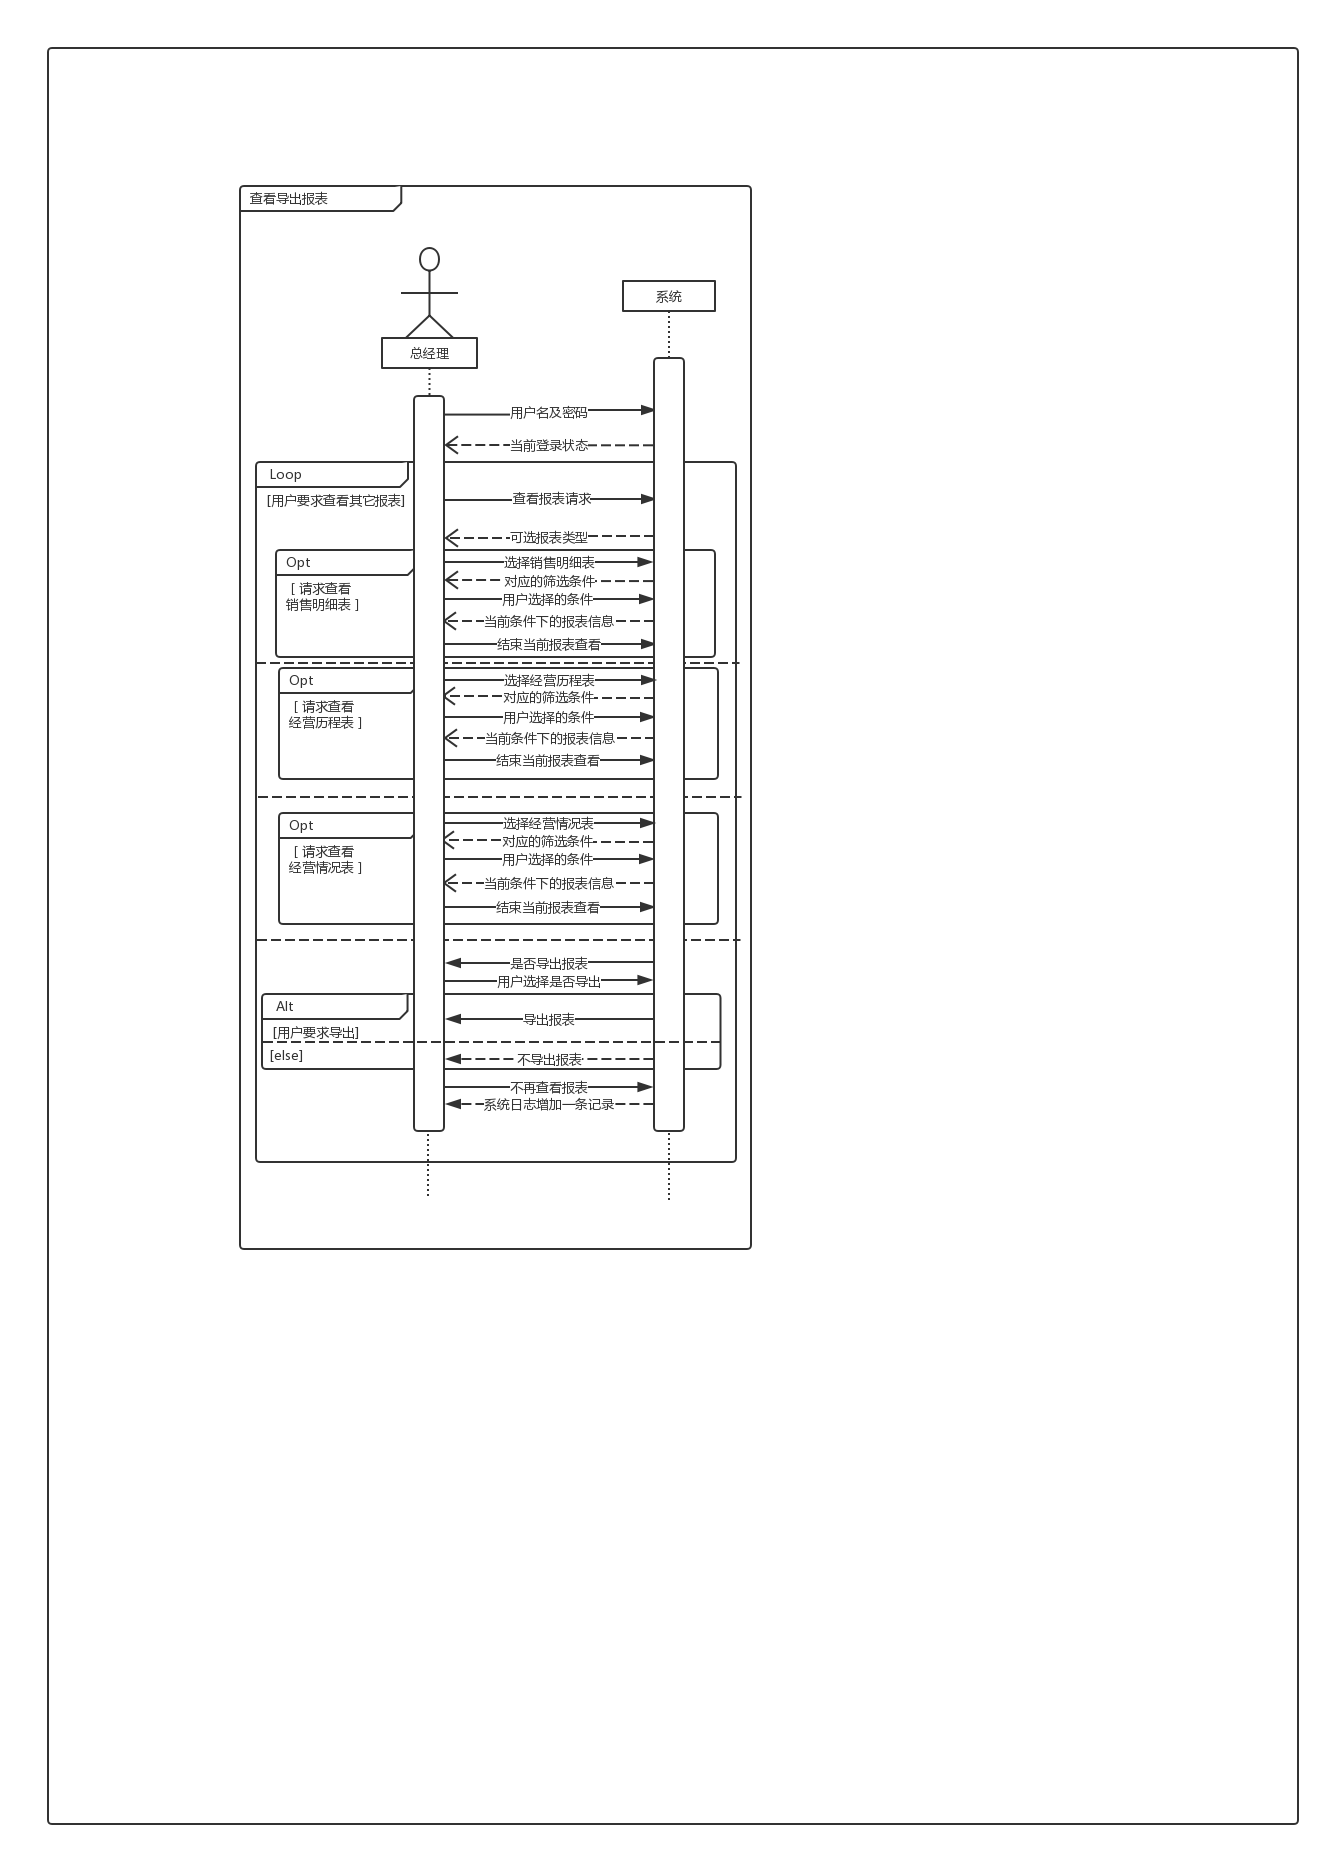 查看导出报表
系统
总经理
用户名及密码
当前登录状态
Loop
[用户要求查看其它报表]
查看报表请求
可选报表类型
Opt
选择销售明细表
[ 请求查看
销售明细表 ]
对应的筛选条件
用户选择的条件
当前条件下的报表信息
结束当前报表查看
Opt
选择经营历程表
[ 请求查看
经营历程表 ]
对应的筛选条件
用户选择的条件
当前条件下的报表信息
结束当前报表查看
Opt
选择经营情况表
[ 请求查看
经营情况表 ]
对应的筛选条件
用户选择的条件
当前条件下的报表信息
结束当前报表查看
是否导出报表
用户选择是否导出
Alt
导出报表
[用户要求导出]
[else]
不导出报表
不再查看报表
系统日志增加一条记录